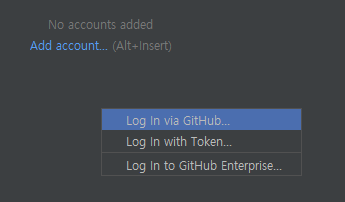 No accounts added
Add account... (Alt+Insert)
Log In via GitHub...
Log In with Token...
Log In to GitHub Enterprise...